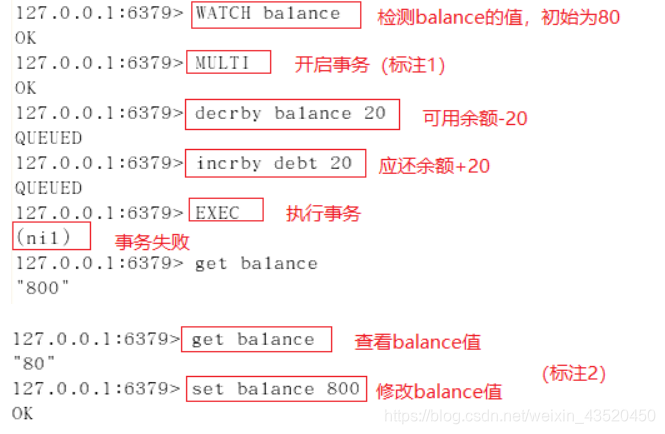 127.0.0.1:6379> WATCH balance 检测balance的值，初始为80
OK
127.0.0.1:6379> MULTI 开启事务（标注1）
OK
127.0.0.1:6379> decrby balance 20 可用余额-20
QUEUED
127.0.0.1:6379> incrby debt 20 应还余额+20
QUEUED
127.0.0.1:6379> EXEC 执行事务
(nil) 事务失败
127.0.0.1:6379> get balance
"800"
127.0.0.1:6379> get balance 查看balance值
"80"
(标注2)
127.0.0.1:6379> set balance 800 修改balance值
OK
https://blog.csdn.net/weixin_43520450